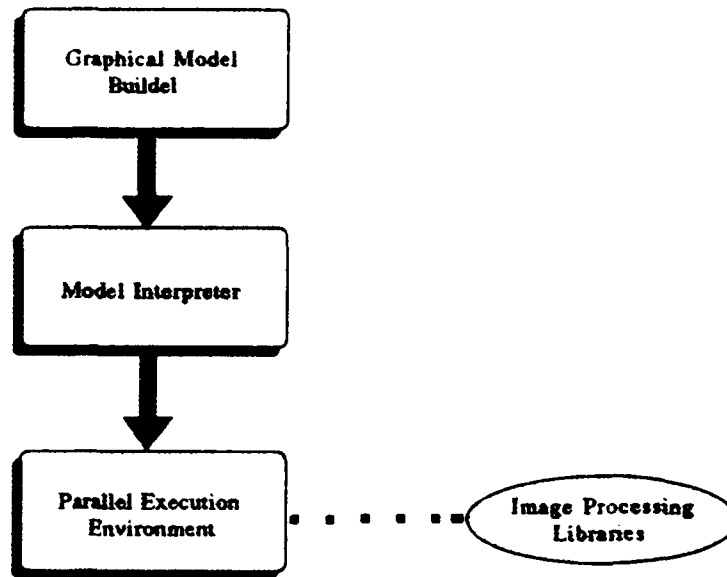 Graphical Model
Buildel
Model Interpreter
Parallel Execution
Environment
Image Processing
Libraries